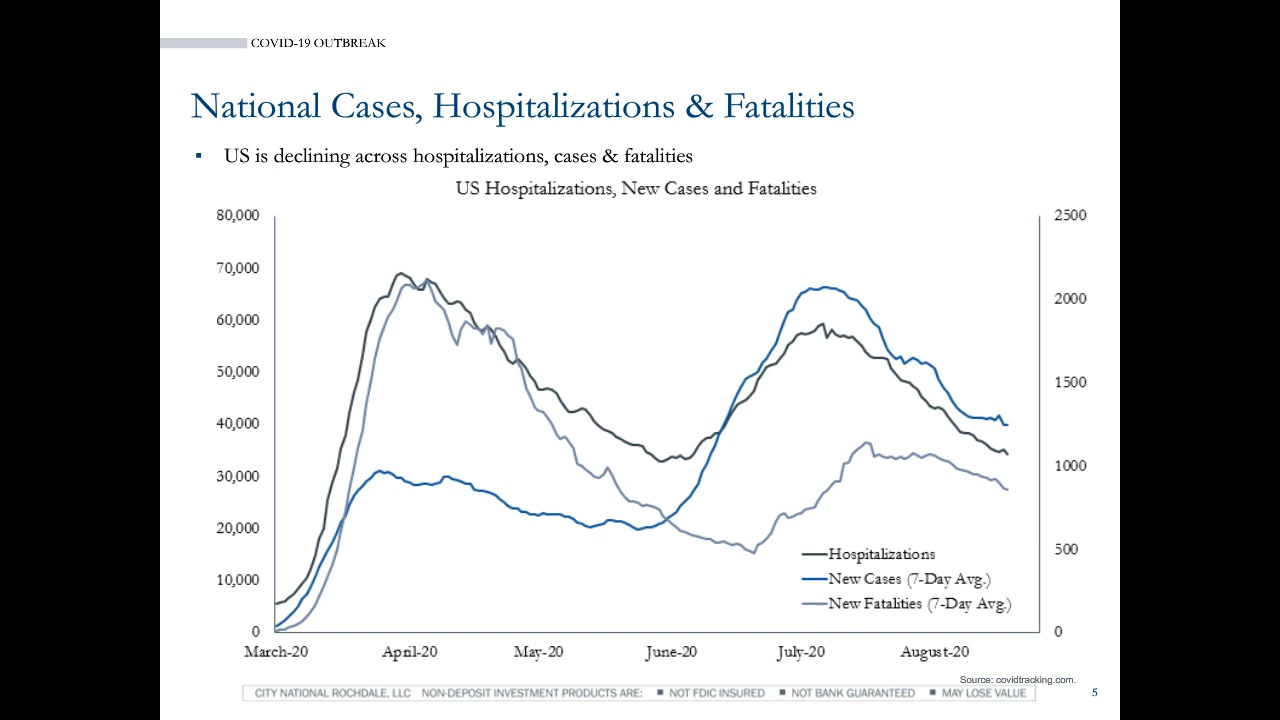 COVID-19 OUTBREAK
National Cases, Hospitalizations & Fatalities
▪ US is declining across hospitalizations, cases & fatalities
US Hospitalizations, New Cases and Fatalities
80,000 2500
70,000
2000
60,000
50,000
1500
40,000
1000
30,000
20,000
500
10,000
0 0
Hospitalizations
New Cases (7-Day Avg.)
New Fatalities (7-Day Avg.)
March-20 April-20 May-20 June-20 July-20 August-20
Source: covidtracking.com.
CITY NATIONAL ROCHDALE, LLC NON-DEPOSIT INVESTMENT PRODUCTS ARE: ■ NOT FDIC INSURED ■ NOT BANK GUARANTEED ■ MAY LOSE VALUE 5